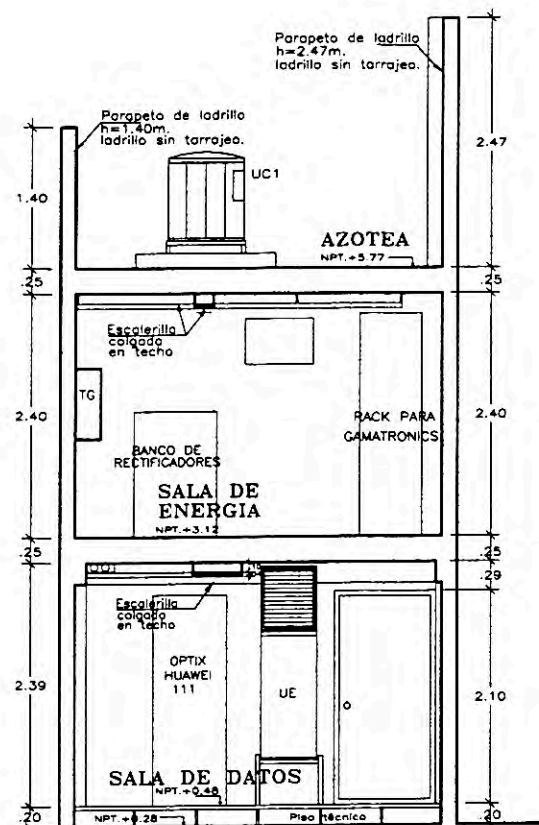 Parapeto de ladrillo
h=2.47m.
ladrillo sin tarrajeo.
Parapeto de ladrillo
h=1.40m.
ladrillo sin tarrajeo.
UC1
2.47
1.40
AZOTEA
NPT.+5.77
.25
.25
Escalerilla
colgada
en techo
TG
2.40
2.40
RACK PARA
GAMATRONICS
BANCO DE
RECTIFICADORES
SALA DE
ENERGIA
NPT.+3.12
.25
.25
.29
Escalerilla
colgada
en techo
OPTIX
HUAWEI
111
UE
2.39
2.10
SALA DE DATOS
NPT.+0.48
.20
NPT.+0.28
Piso técnico
.20